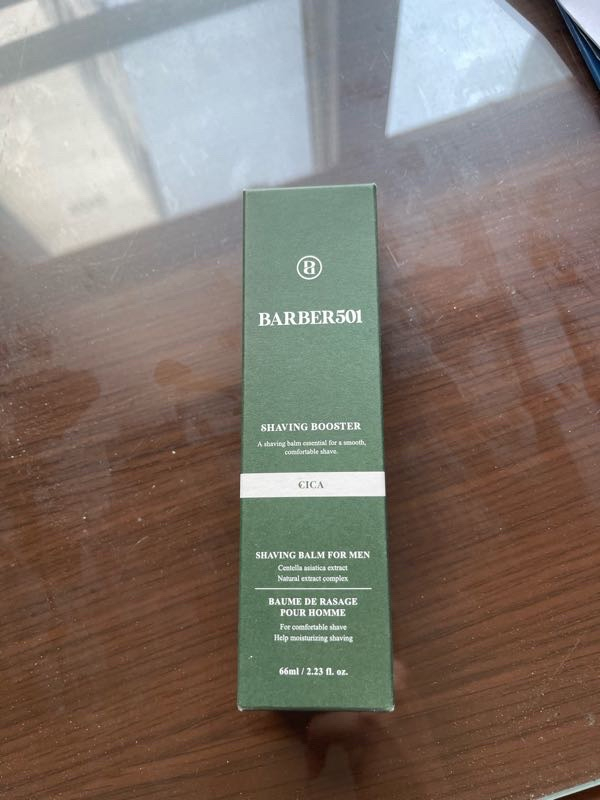 BARBER501
SHAVING BOOSTER
A shaving balm essential for a smooth,
comfortable shave.
CICA
SHAVING BALM FOR MEN
Centella asiatica extract
Natural extract complex
BAUME DE RASAGE
POUR HOMME
For comfortable shave
Help moisturizing shaving
66ml / 2.23 fl. oz.